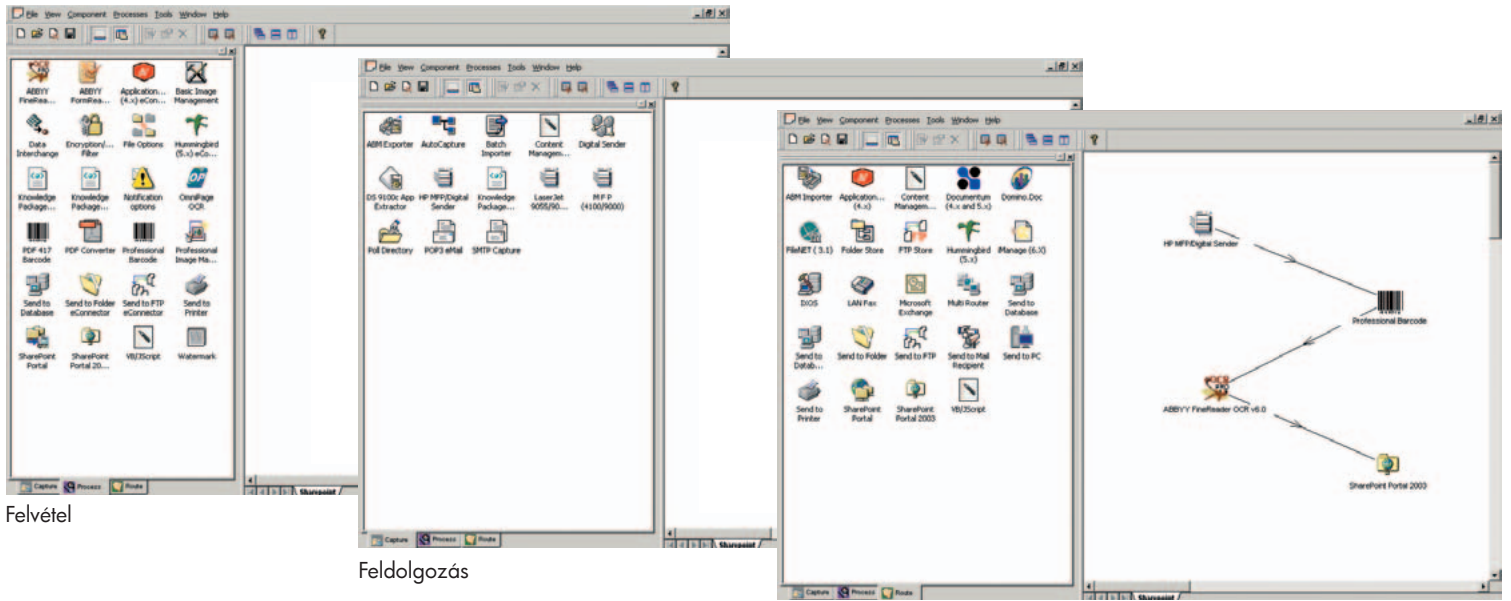 File View Component Processes Tools Window Help
ABBYY FineRea...
ABBYY FormRea...
Application... (4.x) eCon...
Basic Image Management
Data Interchange
Encryption/... Filter
File Options
Hummingbird (5.x) eCo...
Knowledge Package...
Knowledge Package...
Notification options
OmniPage OCR
PDF 417 Barcode
PDF Converter
Professional Barcode
Professional Image Ma...
Send to Database
Send to Folder eConnector
Send to FTP eConnector
Send to Printer
SharePoint Portal
SharePoint Portal 20...
VB/JScript
Watermark
Capture Process Route
Sharepoint
Felvétel
File View Component Processes Tools Window Help
ABM Exporter
AutoCapture
Batch Importer
Content Managem...
Digital Sender
DS 9100c App Extractor
HP MFP/Digital Sender
Knowledge Package...
LaserJet 9055/90...
MFP (4100/9000)
Poll Directory
POP3 eMail
SMTP Capture
Capture Process Route
Sharepoint
Feldolgozás
File View Component Processes Tools Window Help
ABM Importer
Application... (4.x)
Content Managem...
Documentum (4.x and 5.x)
Domino.Doc
FileNET ( 3.1)
Folder Store
FTP Store
Hummingbird (5.x)
iManage (6.X)
IXOS
LAN Fax
Microsoft Exchange
Multi Router
Send to Database
Send to Datab...
Send to Folder
Send to FTP
Send to Mail Recipient
Send to PC
Send to Printer
SharePoint Portal
SharePoint Portal 2003
VB/JScript
HP MFP/Digital Sender
Professional Barcode
ABBYY FineReader OCR v6.0
SharePoint Portal 2003
Capture Process Route
Sharepoint